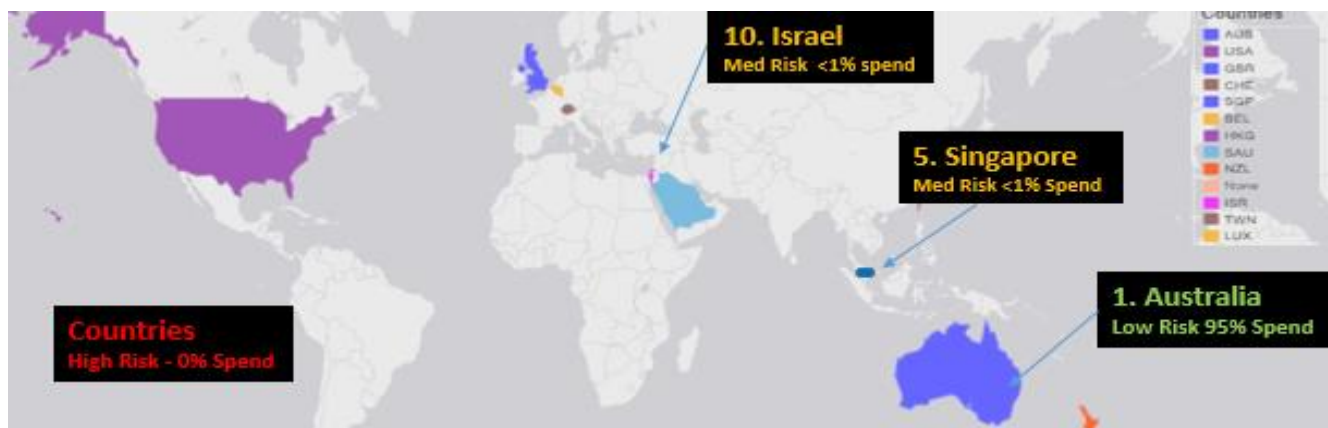 Countries
AUS
USA
GBR
CHE
SGP
BEL
HKG
SAU
NZL
None
ISR
TWN
LUX
10. Israel
Med Risk <1% spend
5. Singapore
Med Risk <1% Spend
1. Australia
Low Risk 95% Spend
Countries
High Risk - 0% Spend